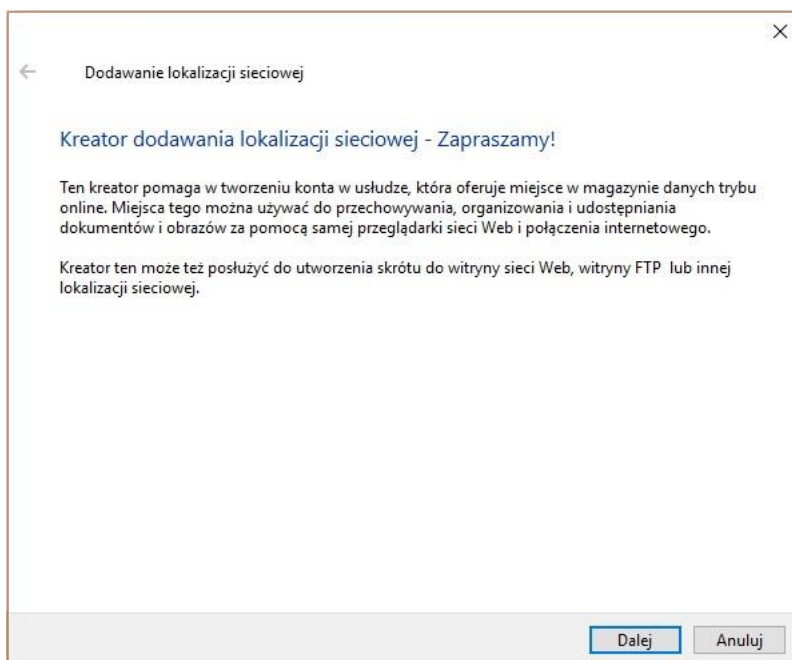 Dodawanie lokalizacji sieciowej
Kreator dodawania lokalizacji sieciowej - Zapraszamy!
Ten kreator pomaga w tworzeniu konta w usłudze, która oferuje miejsce w magazynie danych trybu
online. Miejsca tego można używać do przechowywania, organizowania i udostępniania
dokumentów i obrazów za pomocą samej przeglądarki sieci Web i połączenia internetowego.
Kreator ten może też posłużyć do utworzenia skrótu do witryny sieci Web, witryny FTP lub innej
lokalizacji sieciowej.
Dalej
Anuluj